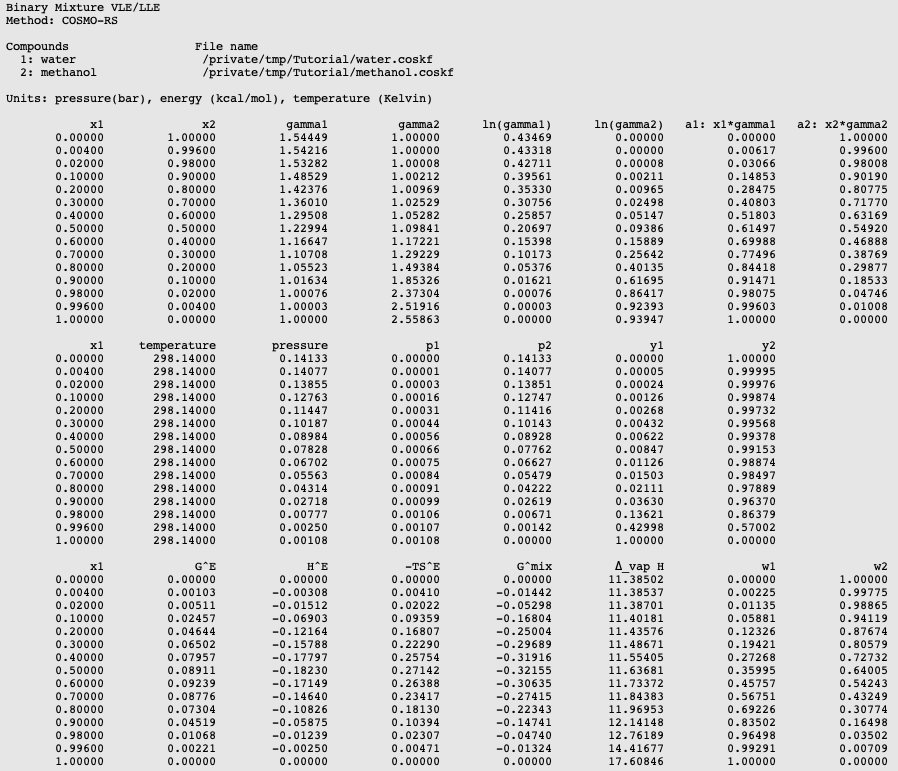 Binary Mixture VLE/LLE
Method: COSMO-RS
Compounds File name
1: water /private/tmp/Tutorial/water.coskf
2: methanol /private/tmp/Tutorial/methanol.coskf
Units: pressure(bar), energy (kcal/mol), temperature (Kelvin)
x1 x2 gamma1 gamma2 ln(gamma1) ln(gamma2) a1: x1*gamma1 a2: x2*gamma2
0.00000 1.00000 1.54449 1.00000 0.43469 0.00000 0.00000 1.00000
0.00400 0.99600 1.54216 1.00000 0.43318 0.00000 0.00617 0.99600
0.02000 0.98000 1.53282 1.00008 0.42711 0.00008 0.03066 0.98008
0.10000 0.90000 1.48529 1.00212 0.39561 0.00211 0.14853 0.90190
0.20000 0.80000 1.42376 1.00969 0.35330 0.00965 0.28475 0.80775
0.30000 0.70000 1.36010 1.02529 0.30756 0.02498 0.40803 0.71770
0.40000 0.60000 1.29508 1.05282 0.25857 0.05147 0.51803 0.63169
0.50000 0.50000 1.22994 1.09841 0.20697 0.09386 0.61497 0.54920
0.60000 0.40000 1.16647 1.17221 0.15398 0.15889 0.69988 0.46888
0.70000 0.30000 1.10708 1.29229 0.10173 0.25642 0.77496 0.38769
0.80000 0.20000 1.05523 1.49384 0.05376 0.40135 0.84418 0.29877
0.90000 0.10000 1.01634 1.85326 0.01621 0.61695 0.91471 0.18533
0.98000 0.02000 1.00076 2.37304 0.00076 0.86417 0.98075 0.04746
0.99600 0.00400 1.00003 2.51916 0.00003 0.92393 0.99603 0.01008
1.00000 0.00000 1.00000 2.55863 0.00000 0.93947 1.00000 0.00000
x1 temperature pressure p1 p2 y1 y2
0.00000 298.14000 0.14133 0.00000 0.14133 0.00000 1.00000
0.00400 298.14000 0.14077 0.00001 0.14077 0.00005 0.99995
0.02000 298.14000 0.13855 0.00003 0.13851 0.00024 0.99976
0.10000 298.14000 0.12763 0.00016 0.12747 0.00126 0.99874
0.20000 298.14000 0.11447 0.00031 0.11416 0.00268 0.99732
0.30000 298.14000 0.10187 0.00044 0.10143 0.00432 0.99568
0.40000 298.14000 0.08984 0.00056 0.08928 0.00622 0.99378
0.50000 298.14000 0.07828 0.00066 0.07762 0.00847 0.99153
0.60000 298.14000 0.06702 0.00075 0.06627 0.01126 0.98874
0.70000 298.14000 0.05563 0.00084 0.05479 0.01503 0.98497
0.80000 298.14000 0.04314 0.00091 0.04222 0.02111 0.97889
0.90000 298.14000 0.02718 0.00099 0.02619 0.03630 0.96370
0.98000 298.14000 0.00777 0.00106 0.00671 0.13621 0.86379
0.99600 298.14000 0.00250 0.00107 0.00142 0.42998 0.57002
1.00000 298.14000 0.00108 0.00108 0.00000 1.00000 0.00000
x1 G^E H^E -TS^E G^mix Δ_vap H w1 w2
0.00000 0.00000 0.00000 0.00000 0.00000 11.38502 0.00000 1.00000
0.00400 0.00103 -0.00308 0.00410 -0.01442 11.38537 0.00225 0.99775
0.02000 0.00511 -0.01512 0.02022 -0.05298 11.38701 0.01135 0.98865
0.10000 0.02457 -0.06903 0.09359 -0.16804 11.40181 0.05881 0.94119
0.20000 0.04644 -0.12164 0.16807 -0.25004 11.43576 0.12326 0.87674
0.30000 0.06502 -0.15788 0.22290 -0.29689 11.48671 0.19421 0.80579
0.40000 0.07957 -0.17797 0.25754 -0.31916 11.55405 0.27268 0.72732
0.50000 0.08911 -0.18230 0.27142 -0.32155 11.63681 0.35995 0.64005
0.60000 0.09239 -0.17149 0.26388 -0.30635 11.73372 0.45757 0.54243
0.70000 0.08776 -0.14640 0.23417 -0.27415 11.84383 0.56751 0.43249
0.80000 0.07304 -0.10826 0.18130 -0.22343 11.96953 0.69226 0.30774
0.90000 0.04519 -0.05875 0.10394 -0.14741 12.14148 0.83502 0.16498
0.98000 0.01068 -0.01239 0.02307 -0.04740 12.76189 0.96498 0.03502
0.99600 0.00221 -0.00250 0.00471 -0.01324 14.41677 0.99291 0.00709
1.00000 0.00000 0.00000 0.00000 0.00000 17.60846 1.00000 0.00000